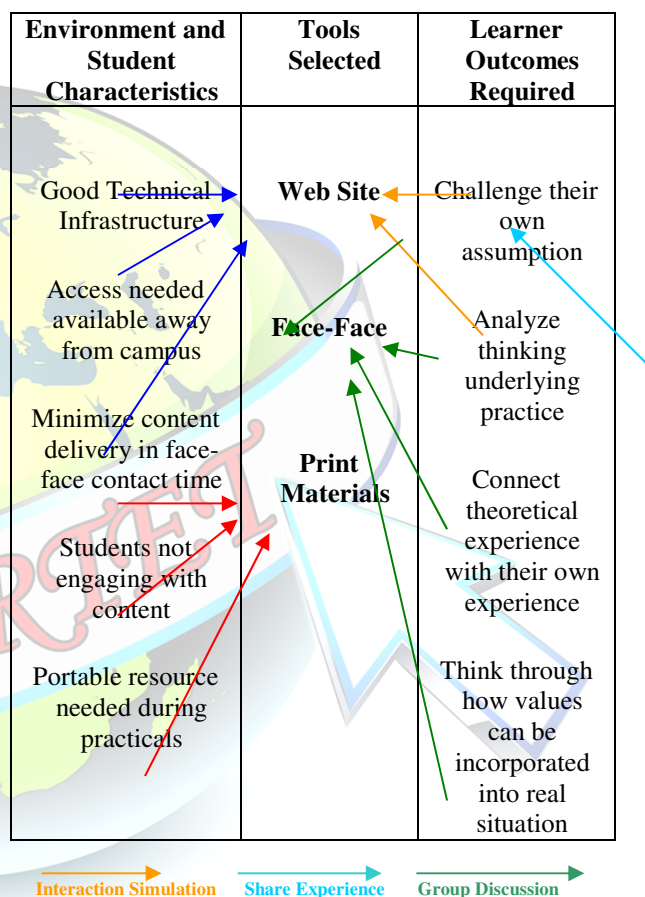 Environment and
Student
Characteristics
Tools
Selected
Learner
Outcomes
Required
Good Technical
Infrastructure
Access needed
available away
from campus
Minimize content
delivery in face-
face contact time
Students not
engaging with
content
Portable resource
needed during
practicals
Web Site
Face-Face
Print
Materials
Challenge their
own
assumption
Analyze
thinking
underlying
practice
Connect
theoretical
experience
with their own
experience
Think through
how values
can be
incorporated
into real
situation
RTET
Interaction Simulation
Share Experience
Group Discussion